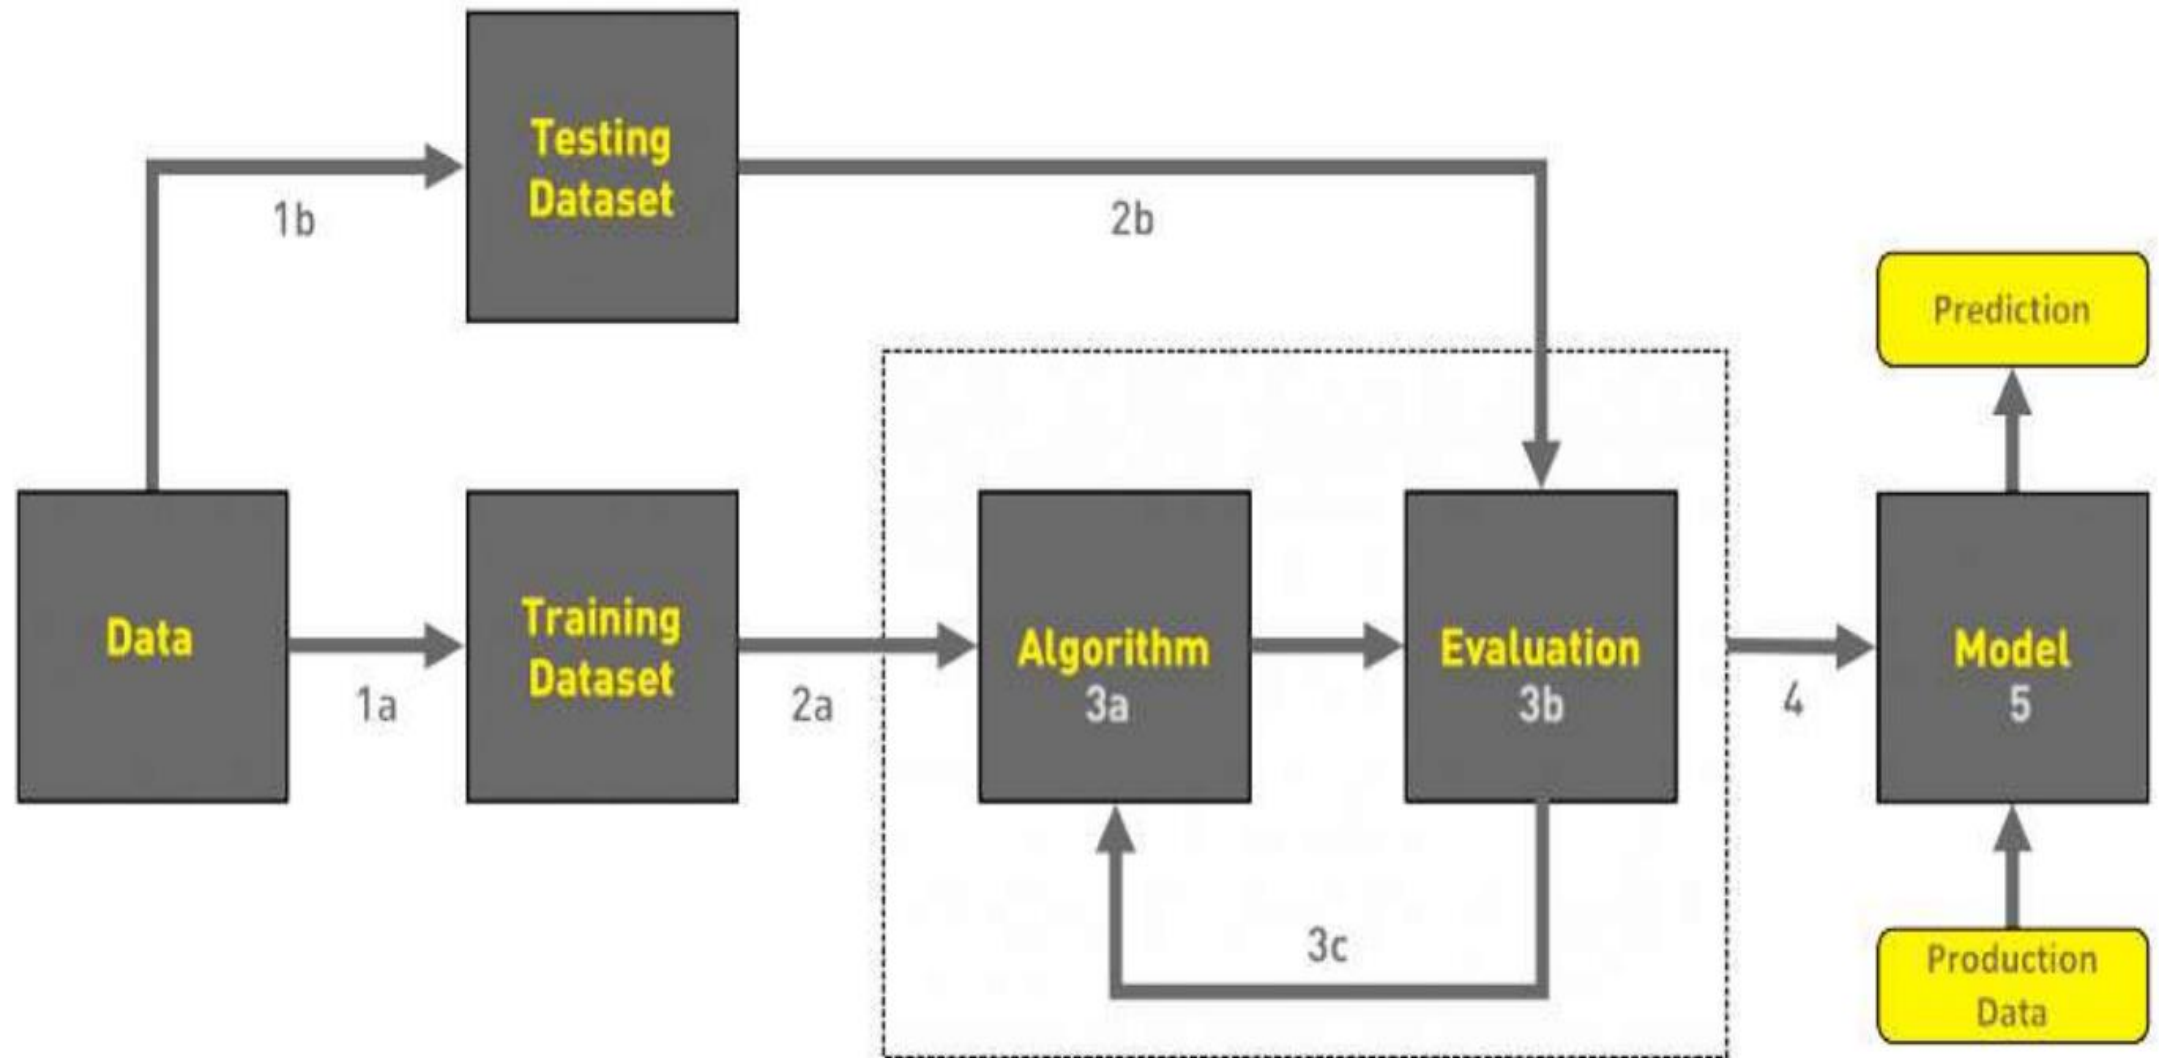 Testing
Dataset
1b
2b
Prediction
Data
Training
Dataset
Algorithm
3a
Evaluation
3b
Model
5
1a
2a
4
3c
Production
Data